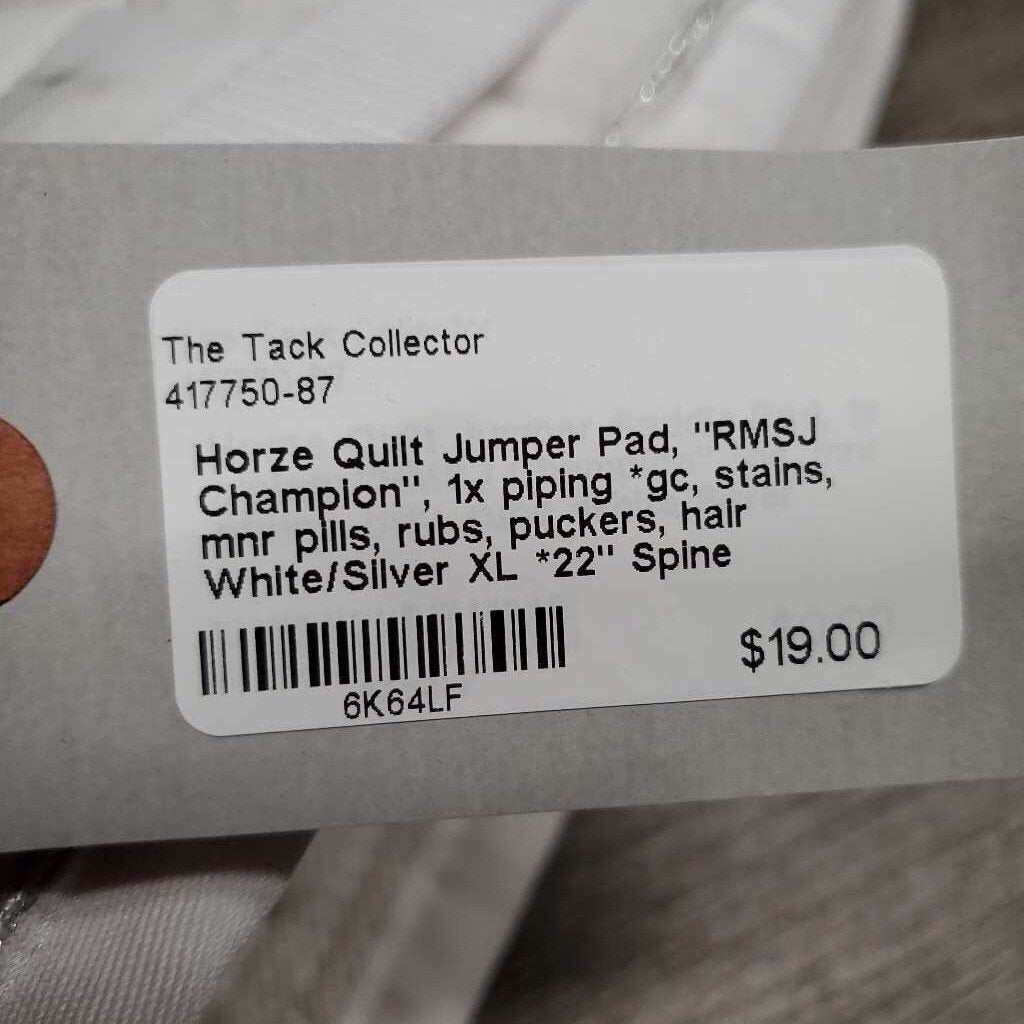 The Tack Collector
417750-87
Horze Quilt Jumper Pad, "RMSJ
Champion", 1x piping *gc, stains,
mnr pills, rubs, puckers, hair
White/Silver XL *22" Spine
$19.00
6K64LF